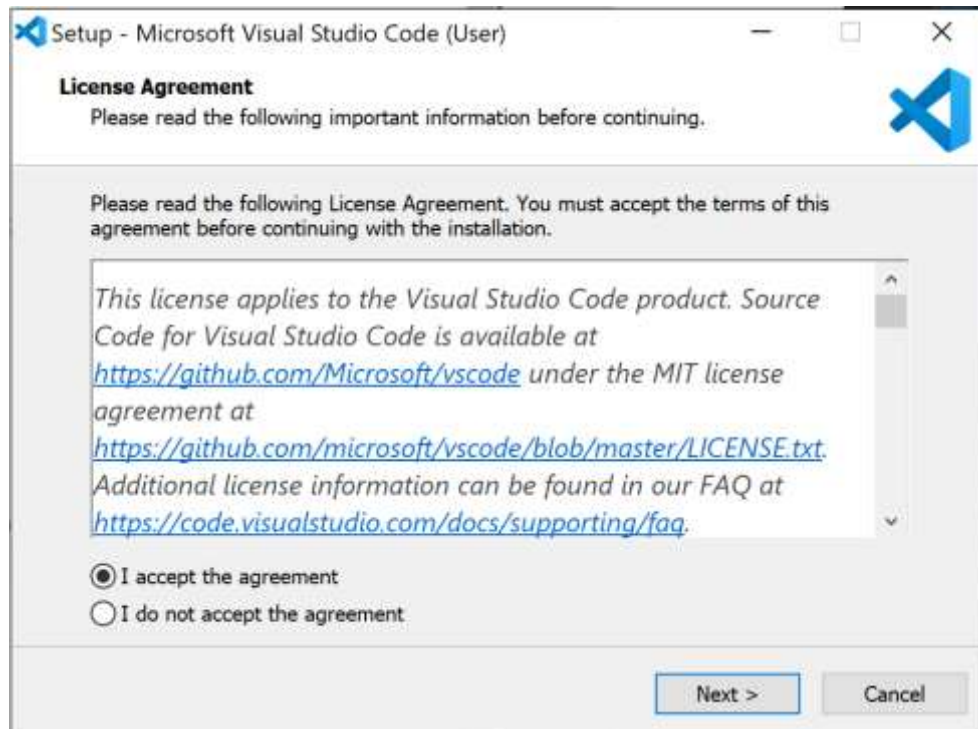 Setup - Microsoft Visual Studio Code (User)
License Agreement
Please read the following important information before continuing.
Please read the following License Agreement. You must accept the terms of this
agreement before continuing with the installation.
This license applies to the Visual Studio Code product. Source
Code for Visual Studio Code is available at
https://github.com/Microsoft/vscode under the MIT license
agreement at
https://github.com/microsoft/vscode/blob/master/LICENSE.txt.
Additional license information can be found in our FAQ at
https://code.visualstudio.com/docs/supporting/faq.
I accept the agreement
I do not accept the agreement
Next >
Cancel